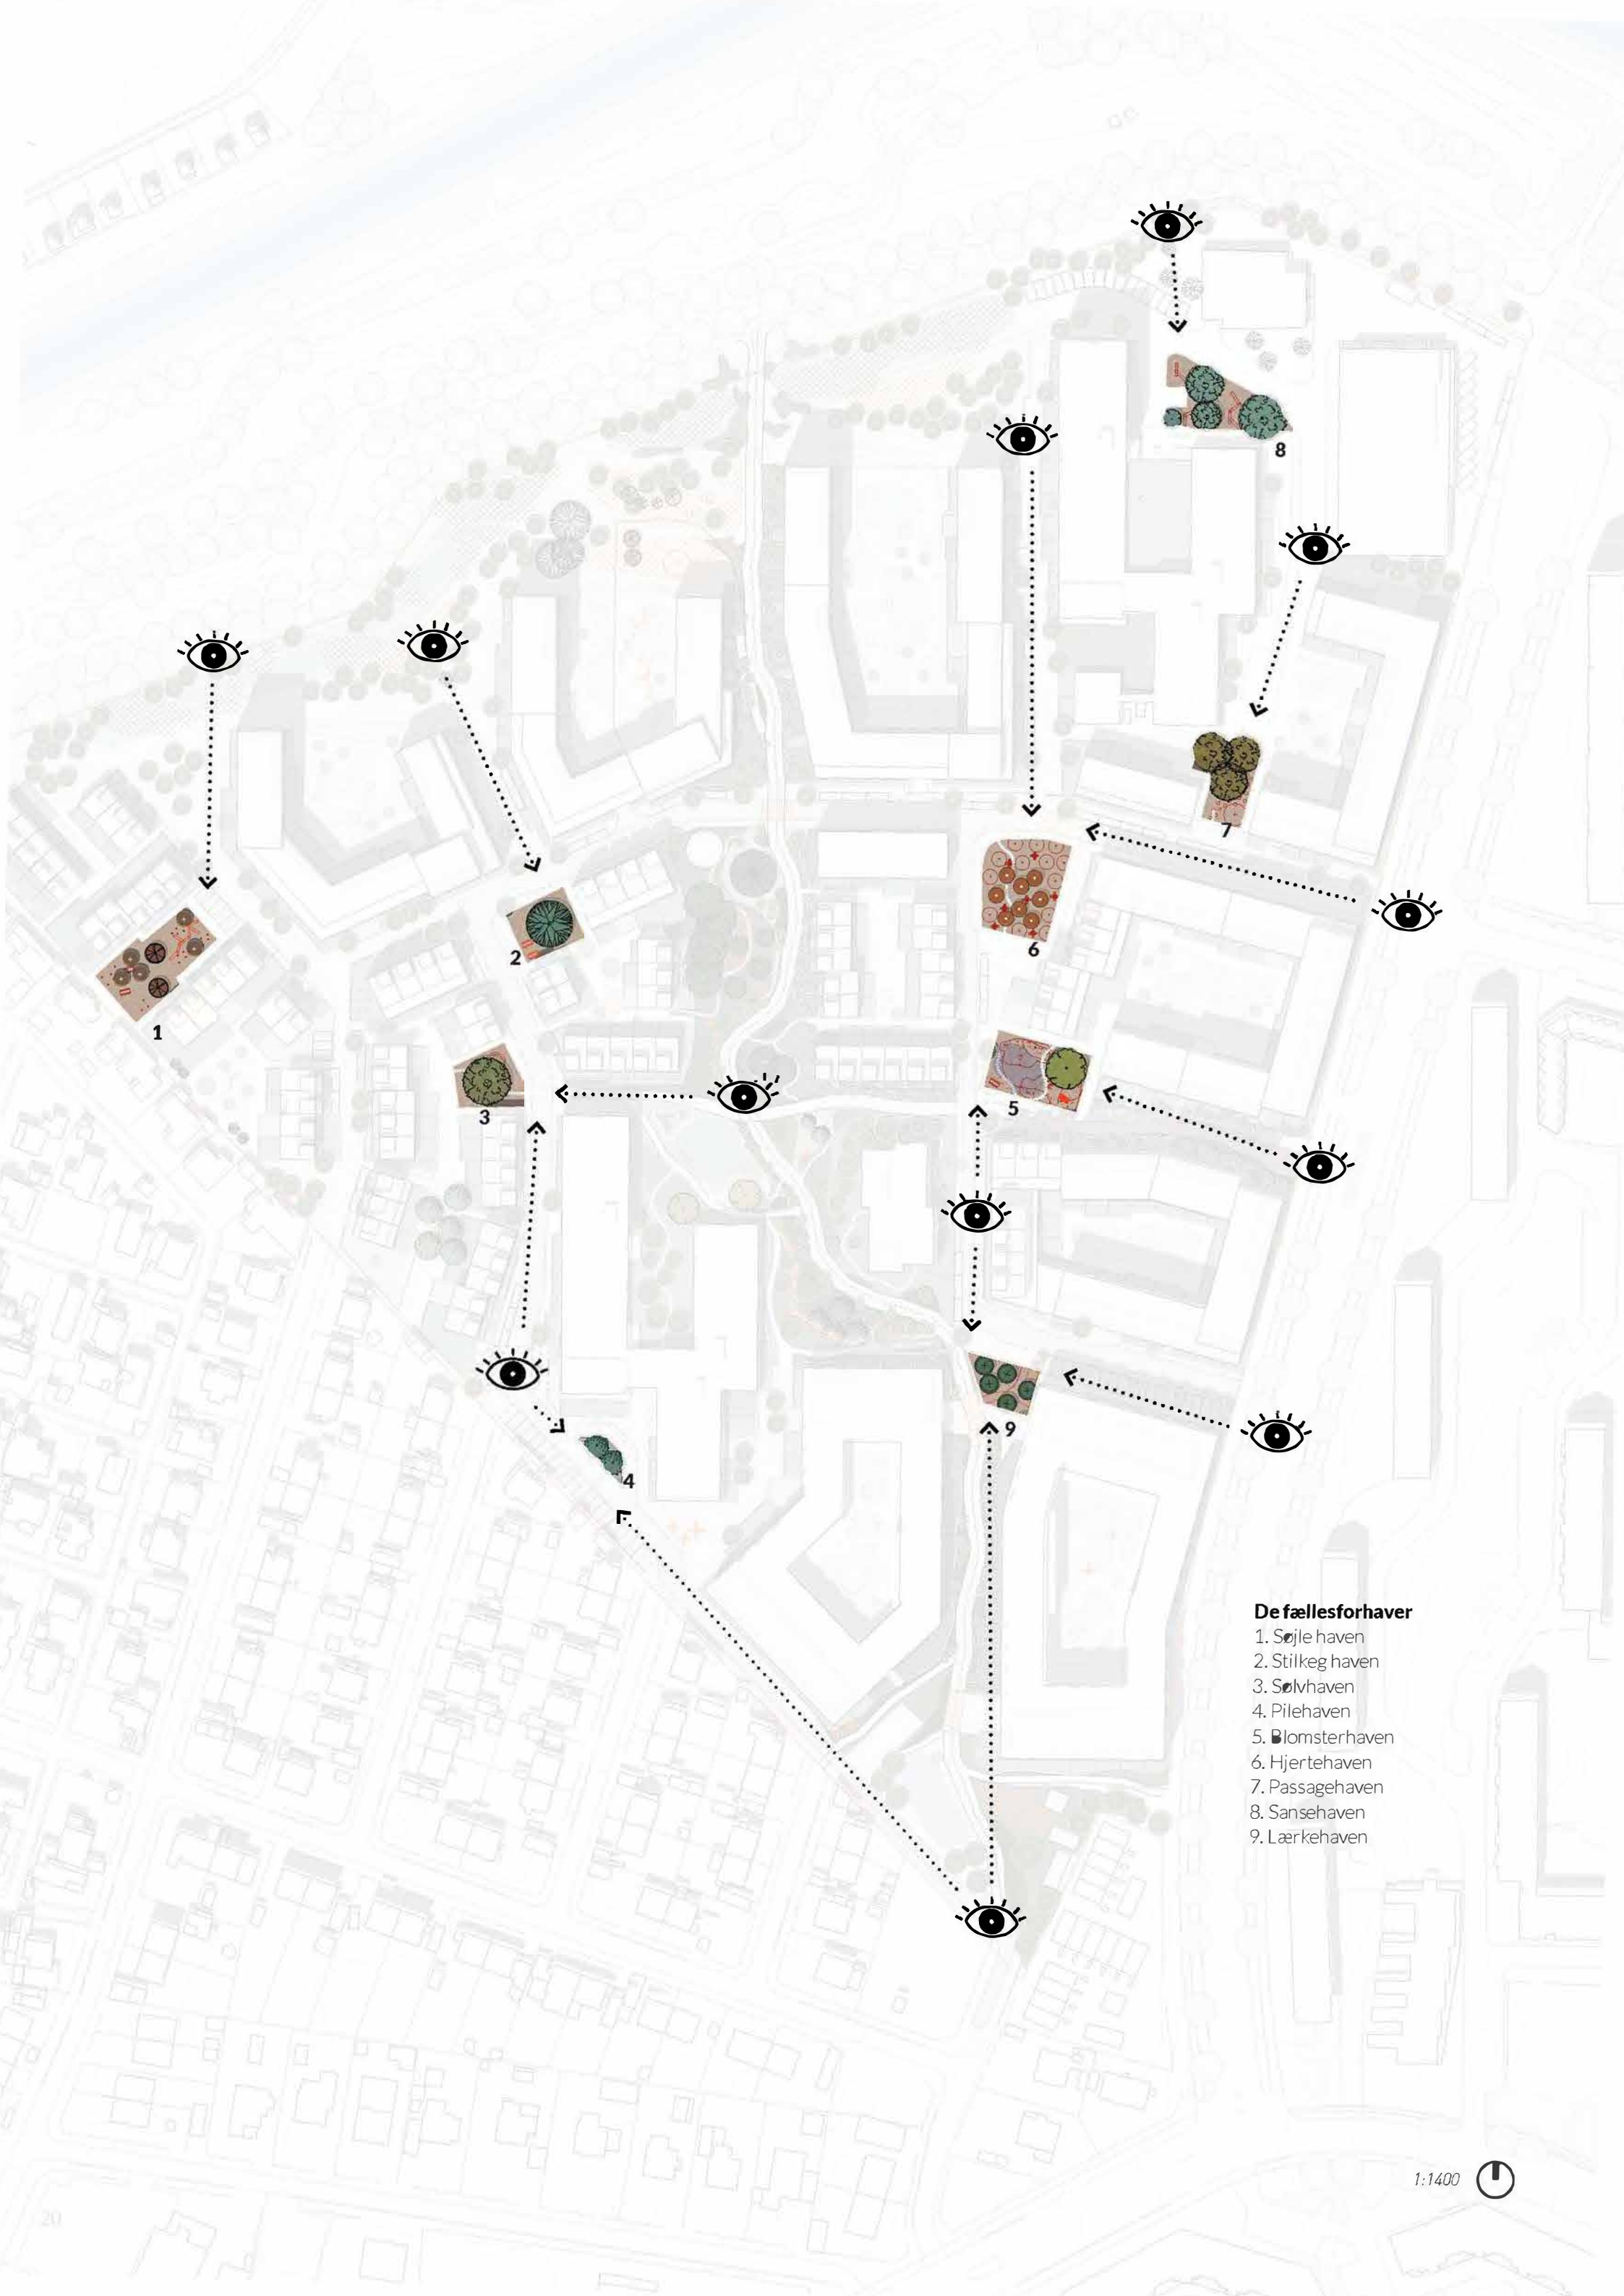 8
7
6
2
1
5
3
9
4
De fællesforhaver
1. Søjle haven
2. Stilkeg haven
3. Sølvhaven
4. Pilehaven
5. Blomsterhaven
6. Hjertehaven
7. Passagehaven
8. Sansehaven
9. Lærkehaven
1:1400
20